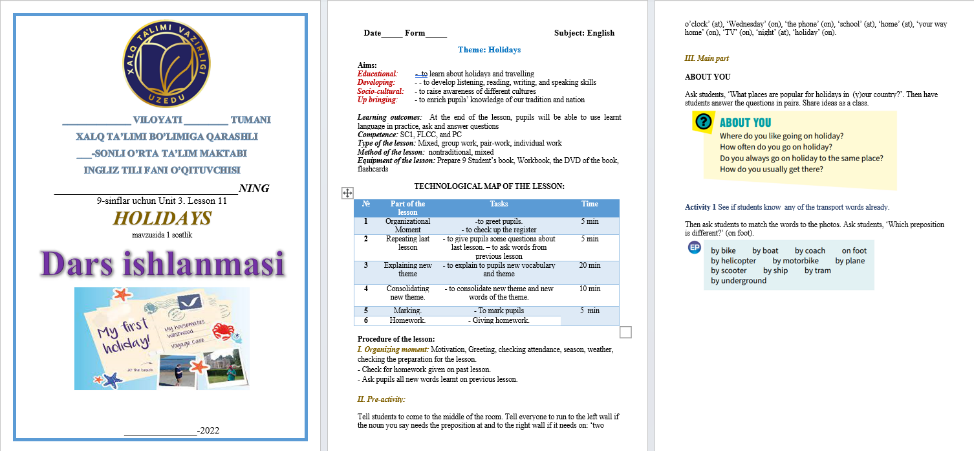 XALQ TA'LIMI VAZIRLIGI
UZEDU
______________ VILOYATI _________ TUMANI
XALQ TA'LIMI BO'LIMIGA QARASHLI
___-SONLI O'RTA TA'LIM MAKTABI
INGLIZ TILI FANI O'QITUVCHISI
_________________________________NING
9-sinflar uchun Unit 3. Lesson 11
HOLIDAYS
mavzusida 1 soatlik
Dars ishlanmasi
My first
holiday!
_______________-2022
Date_____ Form_____ Subject: English
Theme: Holidays
Aims:
Educational: - to learn about holidays and travelling
Developing: - - to develop listening, reading, writing, and speaking skills
Socio-cultural: - to raise awareness of different cultures
Up bringing: - to enrich pupils' knowledge of our tradition and nation
Learning outcomes: At the end of the lesson, pupils will be able to use learnt
language in practice, ask and answer questions
Competence: SC1, FLCC, and PC
Type of the lesson: Mixed, group work, pair-work, individual work
Method of the lesson: nontraditional, mixed
Equipment of the lesson: Prepare 9 Student's book, Workbook, the DVD of the book,
flashcards
TECHNOLOGICAL MAP OF THE LESSON:
№ Part of the lesson Tasks Time
1 Organizational Moment -to greet pupils. - to check up the register 5 min
2 Repeating last lesson - to give pupils some questions about last lesson. – to ask words from previous lesson 5 min
3 Explaining new theme - to explain to pupils new vocabulary and theme 20 min
4 Consolidating new theme. - to consolidate new theme and new words of the theme. 10 min
5 Marking. - To mark pupils 5 min
6 Homework. - Giving homework.
Procedure of the lesson:
I. Organizing moment: Motivation, Greeting, checking attendance, season, weather,
checking the preparation for the lesson.
- Check for homework given on past lesson.
- Ask pupils all new words learnt on previous lesson.
II. Pre-activity:
Tell students to come to the middle of the room. Tell everyone to run to the left wall if
the noun you say needs the preposition at and to the right wall if it needs on: 'two
o'clock' (at), 'Wednesday' (on), 'the phone' (on), 'school' (at), 'home' (at), 'your way
home' (on), 'TV' (on), 'night' (at), 'holiday' (on).
III. Main part
ABOUT YOU
Ask students, 'What places are popular for holidays in (y)our country?'. Then have
students answer the questions in pairs. Share ideas as a class.
? ABOUT YOU
Where do you like going on holiday?
How often do you go on holiday?
Do you always go on holiday to the same place?
How do you usually get there?
Activity 1 See if students know any of the transport words already.
Then ask students to match the words to the photos. Ask students, 'Which preposition
is different?' (on foot).
EP by bike by boat by coach on foot
by helicopter by motorbike by plane
by scooter by ship by tram
by underground